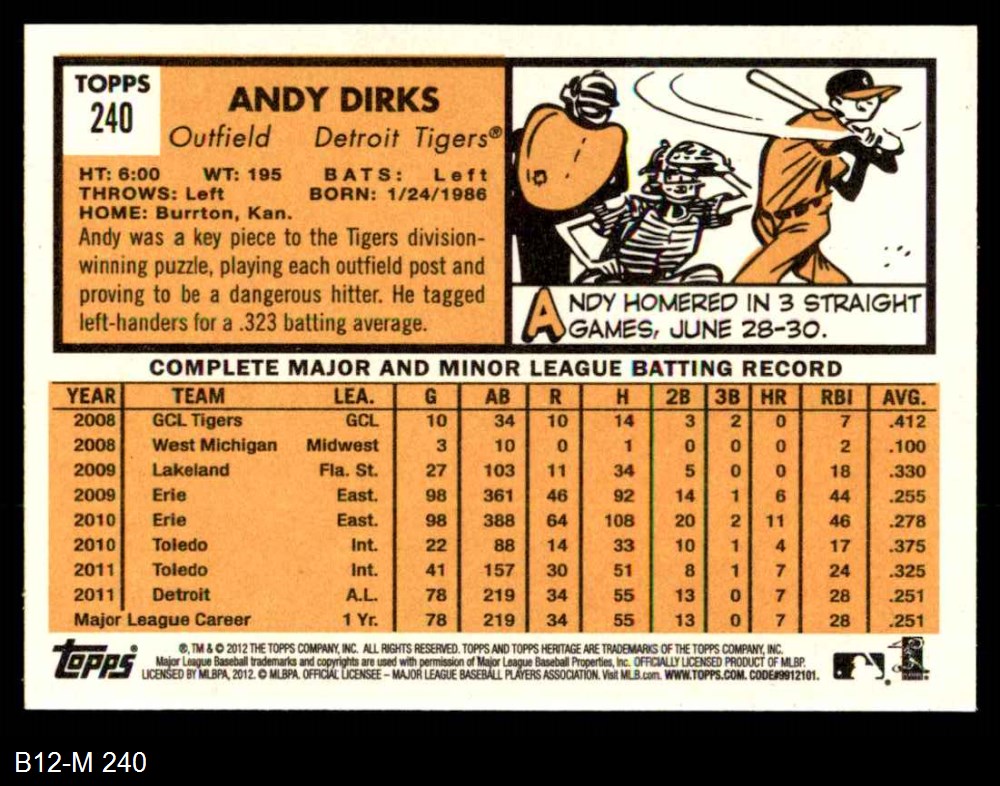 TOPPS
240
ANDY DIRKS
Outfield Detroit Tigers®
HT: 6:00 WT: 195 BATS: Left
THROWS: Left BORN: 1/24/1986
HOME: Burrton, Kan.
Andy was a key piece to the Tigers division-
winning puzzle, playing each outfield post and
proving to be a dangerous hitter. He tagged
left-handers for a .323 batting average.
ANDY HOMERED IN 3 STRAIGHT
GAMES, JUNE 28-30.
COMPLETE MAJOR AND MINOR LEAGUE BATTING RECORD
YEAR TEAM LEA. G AB R H 2B 3B HR RBI AVG.
2008 GCL Tigers GCL 10 34 10 14 3 2 0 7 .412
2008 West Michigan Midwest 3 10 0 1 0 0 0 2 .100
2009 Lakeland Fla. St. 27 103 11 34 5 0 0 18 .330
2009 Erie East. 98 361 46 92 14 1 6 44 .255
2010 Erie East. 98 388 64 108 20 2 11 46 .278
2010 Toledo Int. 22 88 14 33 10 1 4 17 .375
2011 Toledo Int. 41 157 30 51 8 1 7 24 .325
2011 Detroit A.L. 78 219 34 55 13 0 7 28 .251
Major League Career 1 Yr. 78 219 34 55 13 0 7 28 .251
Topps®
®, TM & © 2012 THE TOPPS COMPANY, INC. ALL RIGHTS RESERVED. TOPPS AND TOPPS HERITAGE ARE TRADEMARKS OF THE TOPPS COMPANY, INC.
Major League Baseball trademarks and copyrights are used with permission of Major League Baseball Properties, Inc. OFFICIALLY LICENSED PRODUCT OF MLBP.
LICENSED BY MLBPA, 2012. © MLBPA. OFFICIAL LICENSEE – MAJOR LEAGUE BASEBALL PLAYERS ASSOCIATION. Visit MLB.com. WWW.TOPPS.COM. CODE#9912101.
B12-M 240